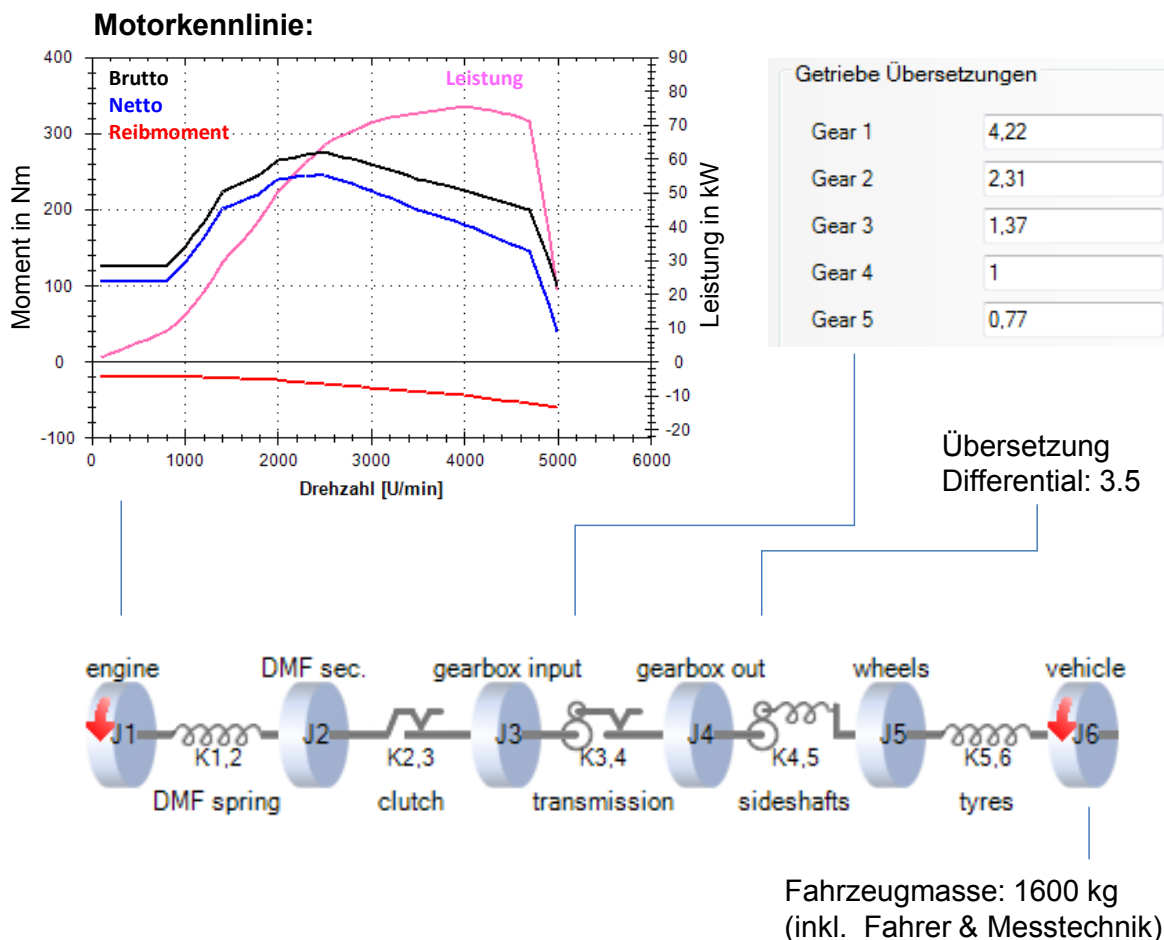 Motorkennlinie:
Brutto
Netto
Reibmoment
Leistung
Moment in Nm
400
300
200
100
0
-100
Leistung in kW
90
80
70
60
50
40
30
20
10
0
-10
-20
0 1000 2000 3000 4000 5000 6000
Drehzahl [U/min]
Getriebe Übersetzungen
Gear 1 4,22
Gear 2 2,31
Gear 3 1,37
Gear 4 1
Gear 5 0,77
Übersetzung
Differential: 3.5
engine DMF sec. gearbox input gearbox out wheels vehicle
J1 J2 J3 J4 J5 J6
K1,2 K2,3 K3,4 K4,5 K5,6
DMF spring clutch transmission sideshafts tyres
Fahrzeugmasse: 1600 kg
(inkl. Fahrer & Messtechnik)